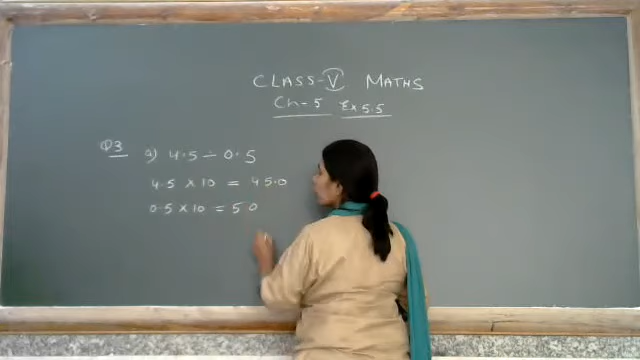 CLASS-V MATHS
Ch-5 Ex 5.5
Q3 a) 4.5 ÷ 0.5
4.5 × 10 = 45.0
0.5 × 10 = 5.0